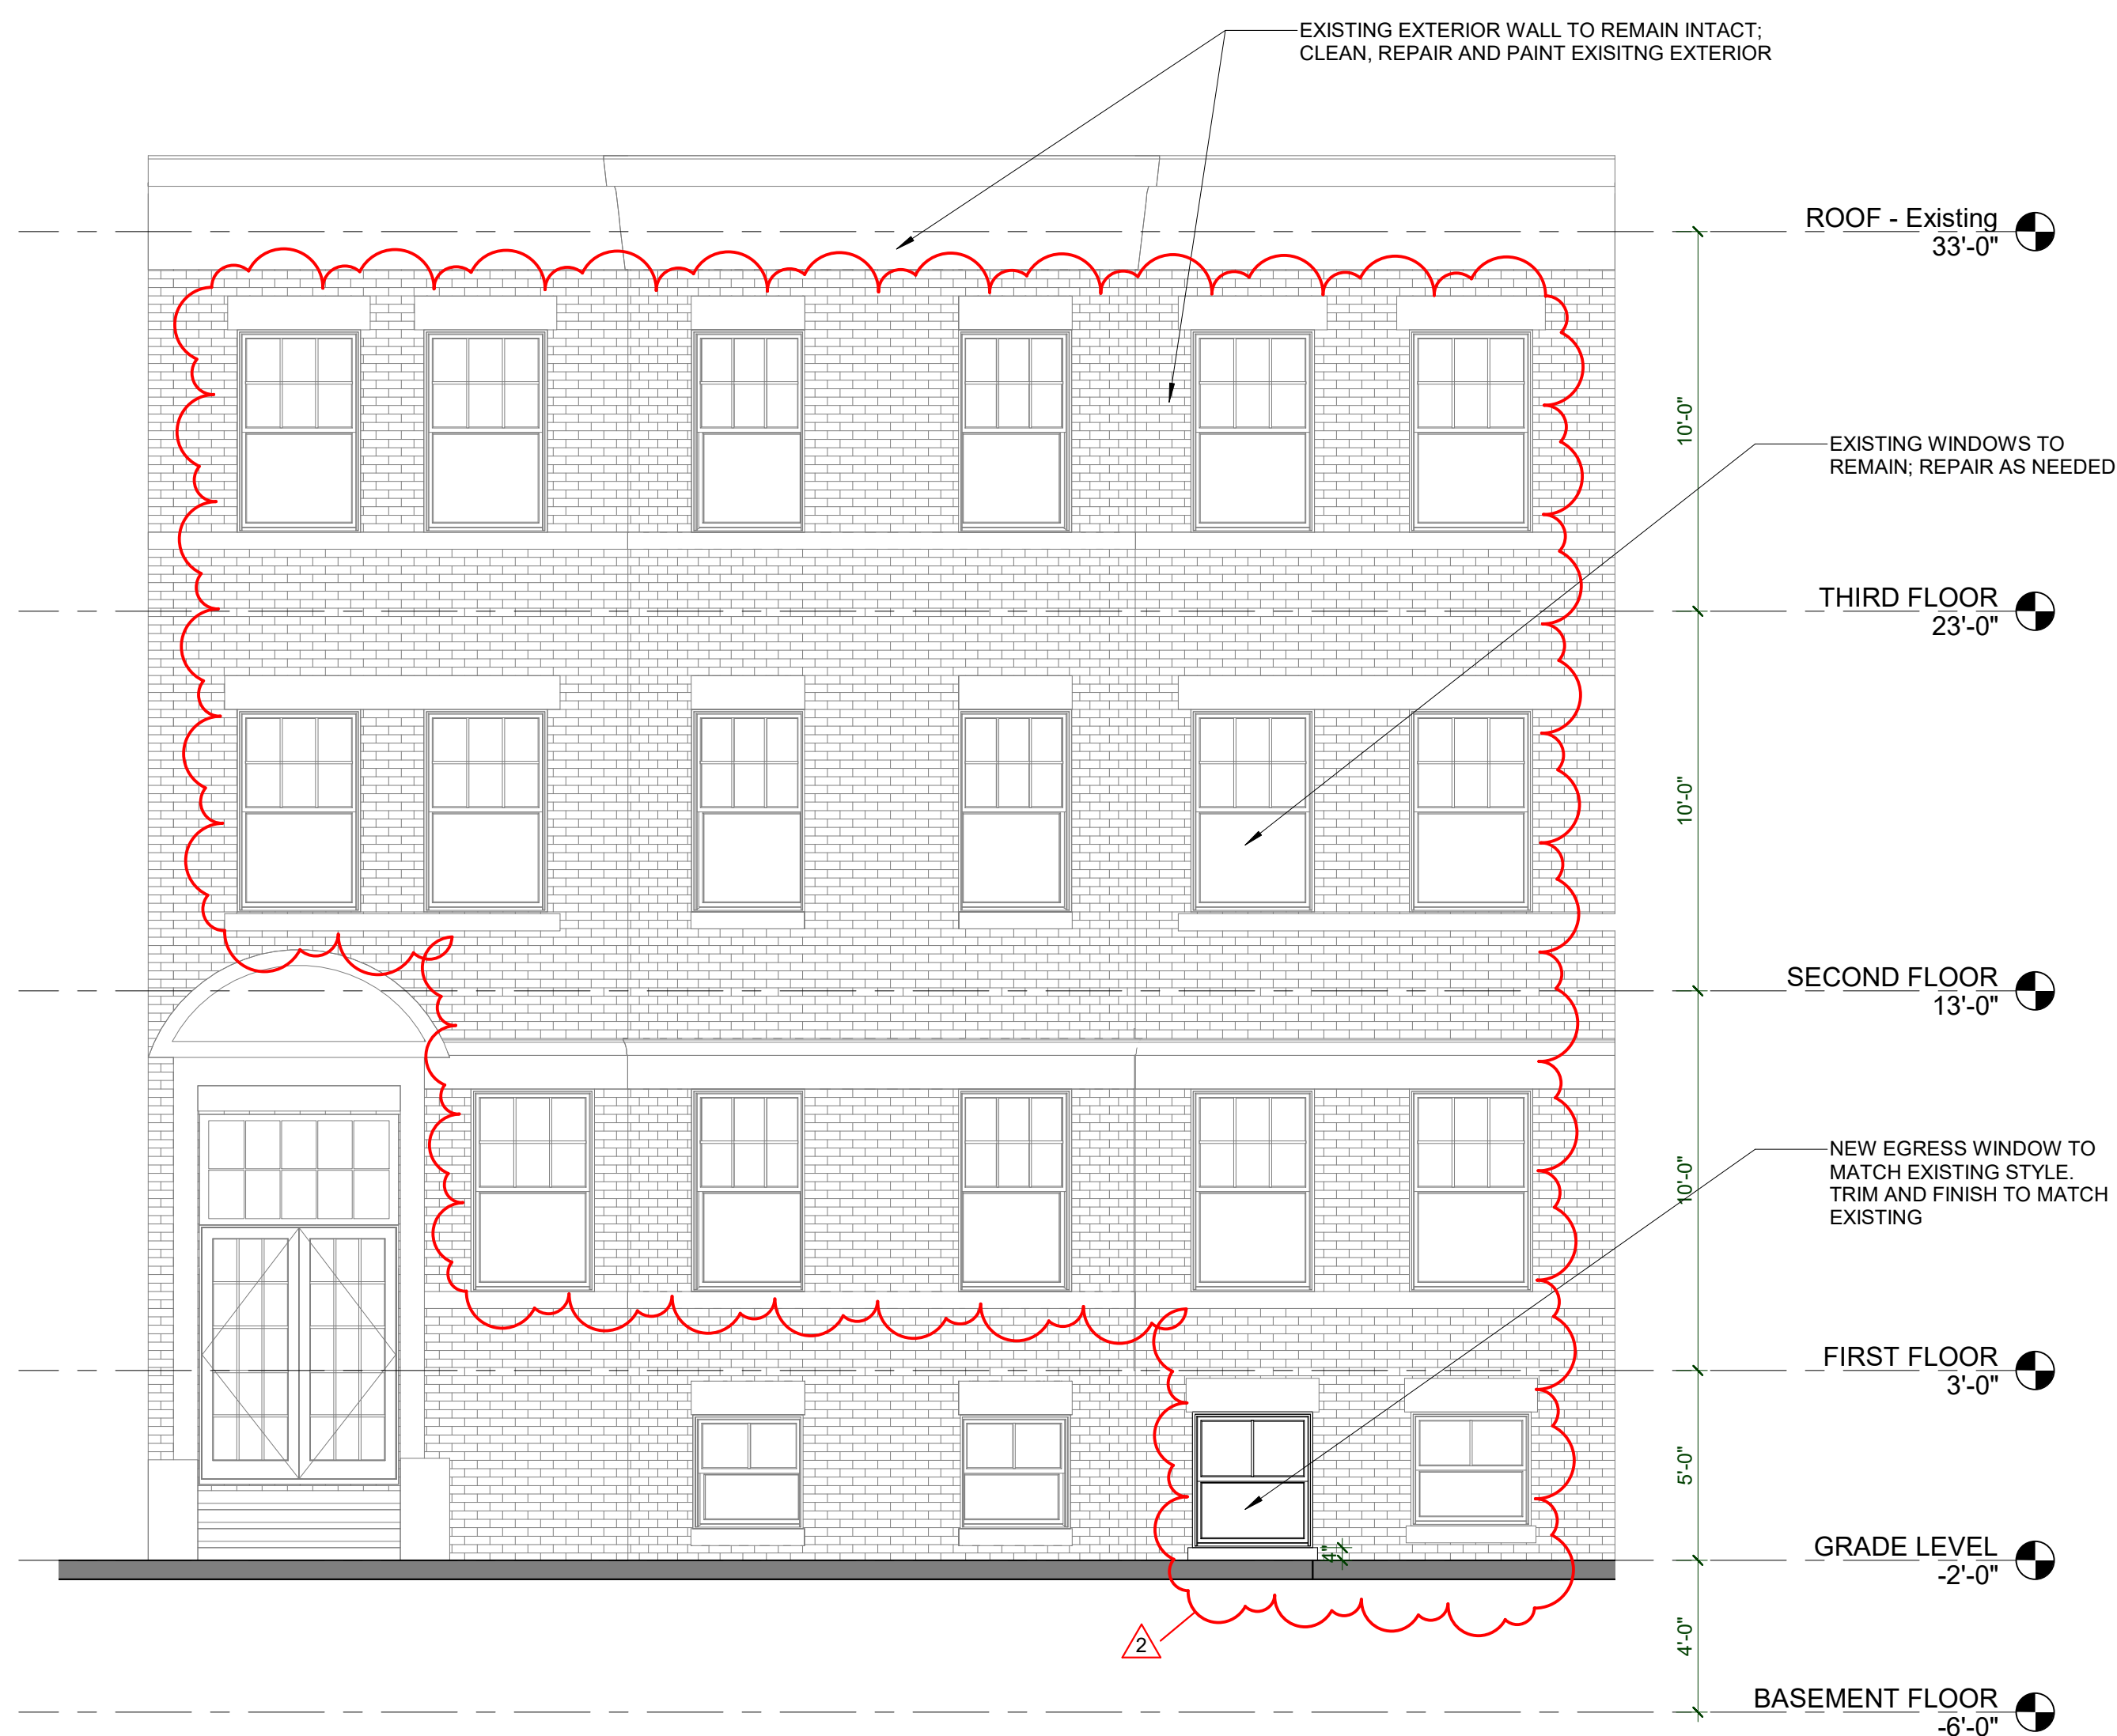 EXISTING EXTERIOR WALL TO REMAIN INTACT;
CLEAN, REPAIR AND PAINT EXISITNG EXTERIOR
ROOF - Existing
33'-0"
10'-0"
EXISTING WINDOWS TO
REMAIN; REPAIR AS NEEDED
THIRD FLOOR
23'-0"
10'-0"
SECOND FLOOR
13'-0"
10'-0"
NEW EGRESS WINDOW TO
MATCH EXISTING STYLE.
TRIM AND FINISH TO MATCH
EXISTING
FIRST FLOOR
3'-0"
5'-0"
4"
GRADE LEVEL
-2'-0"
2
4'-0"
BASEMENT FLOOR
-6'-0"